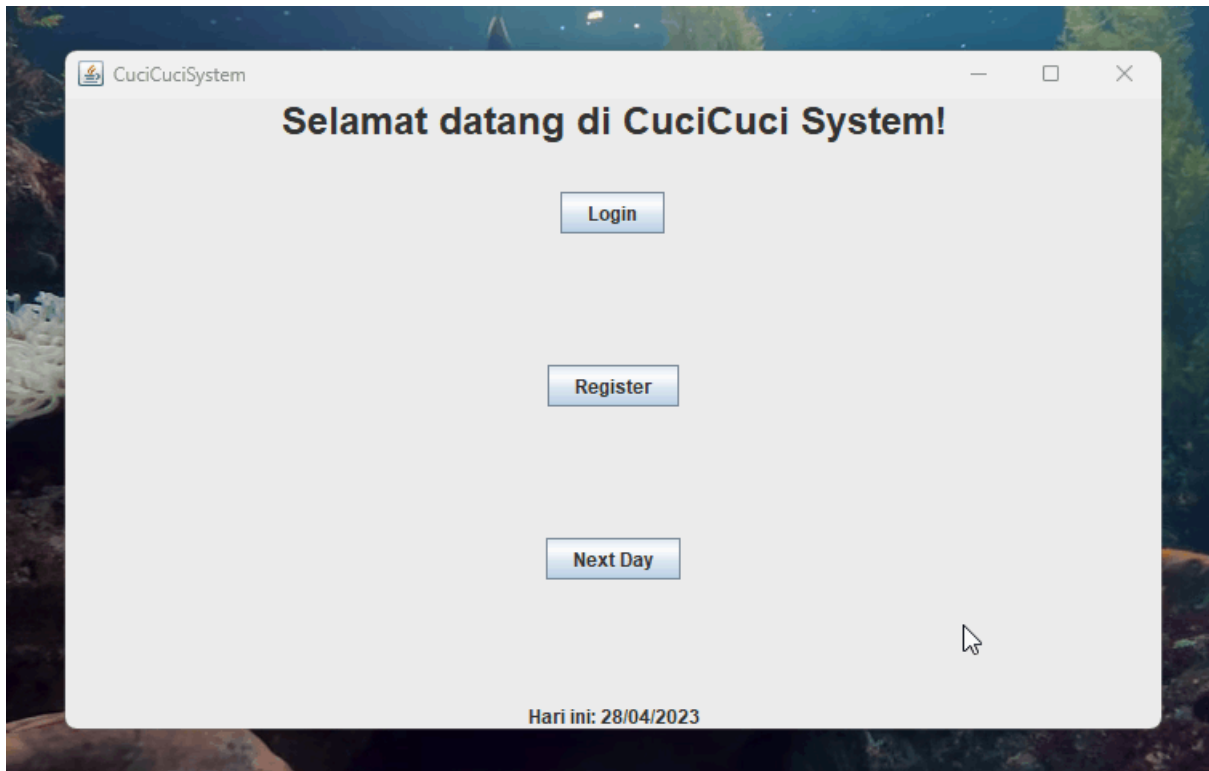 CuciCuciSystem
Selamat datang di CuciCuci System!
Login
Register
Next Day
Hari ini: 28/04/2023